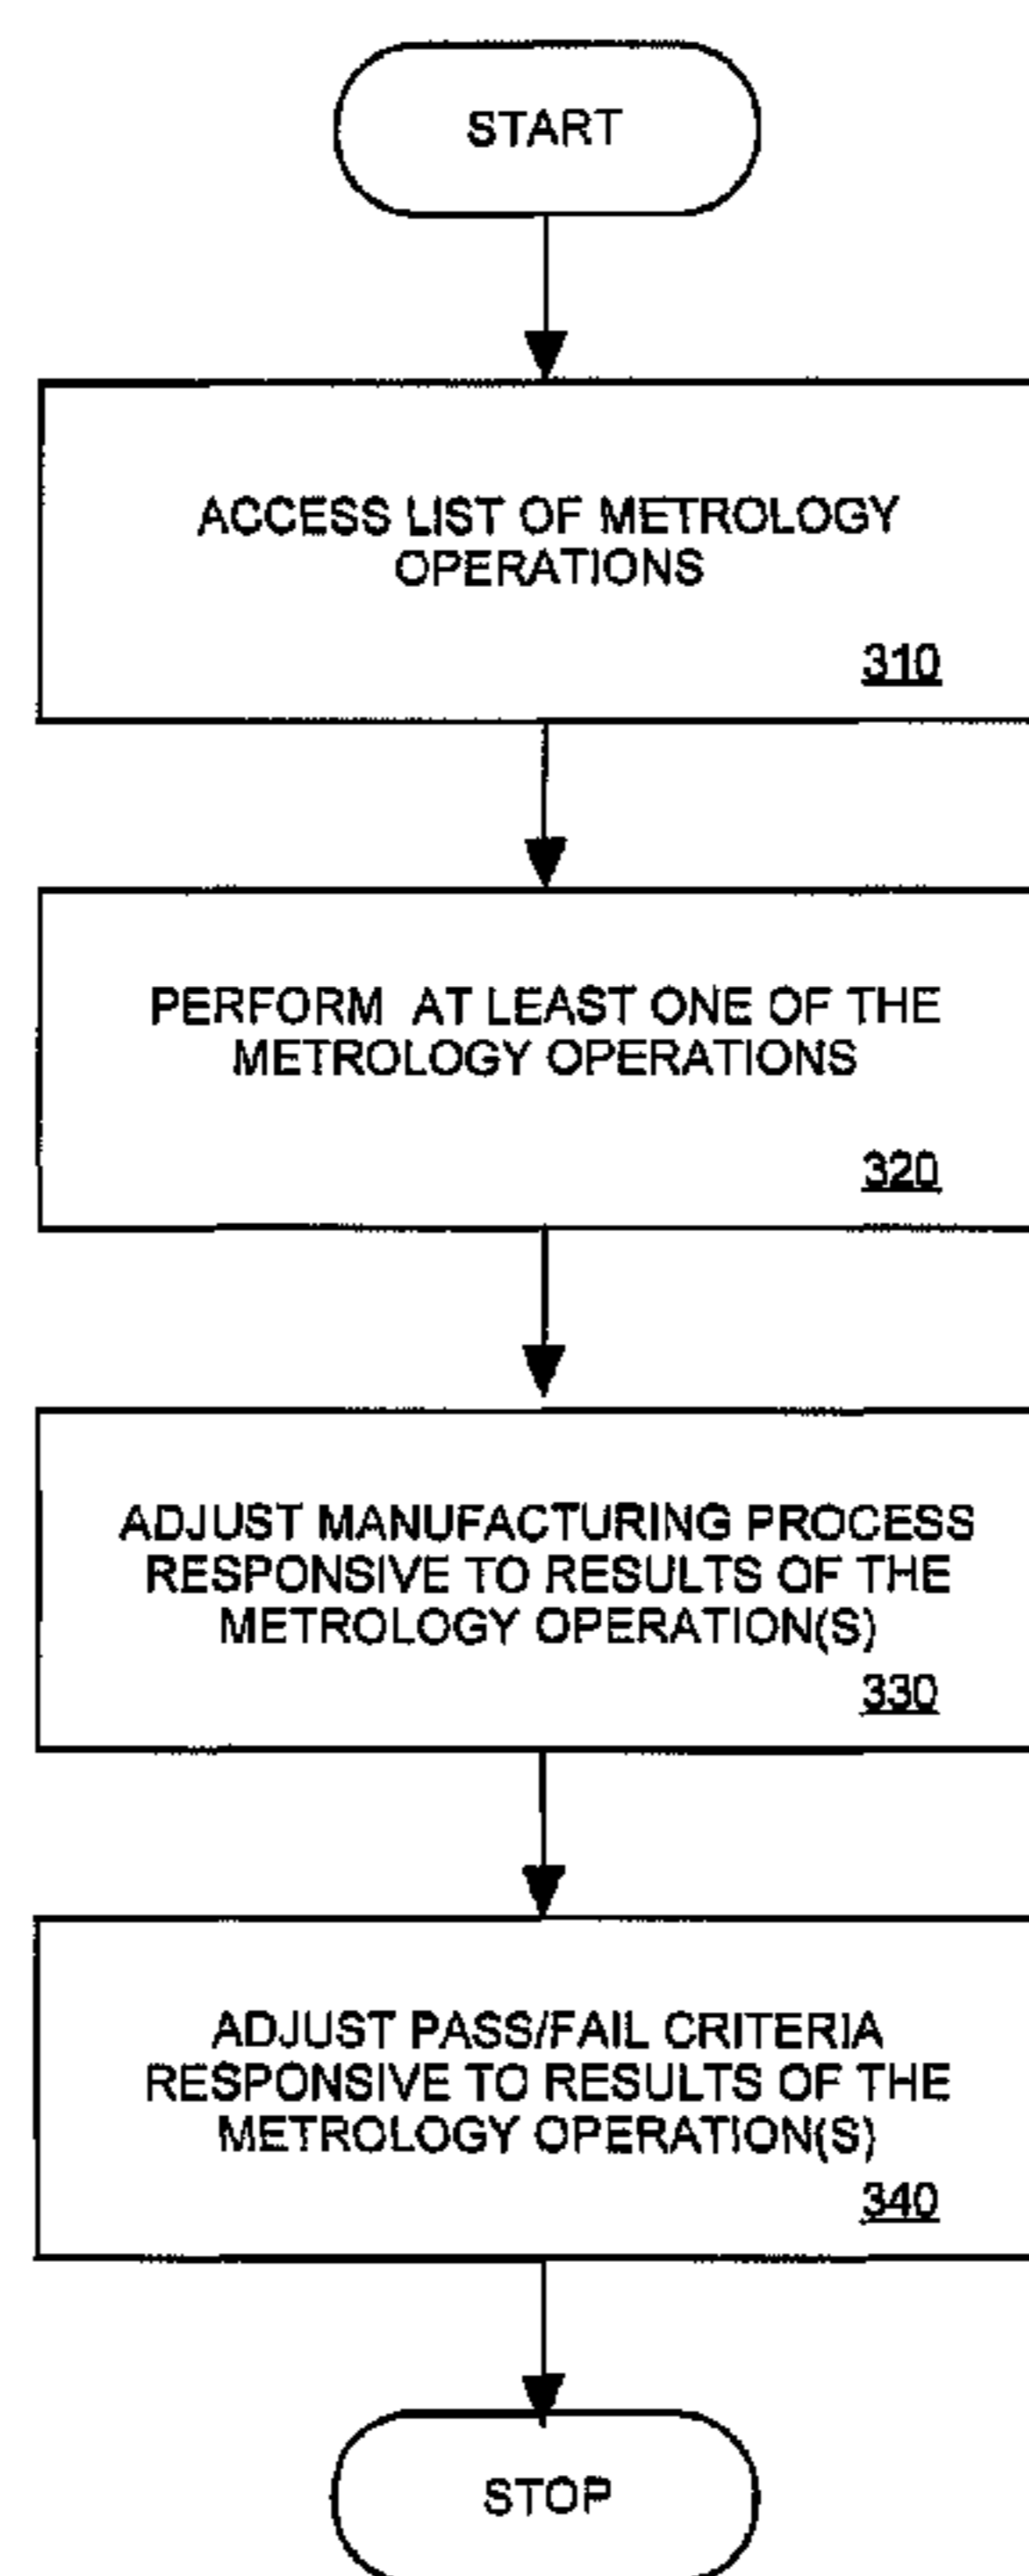 START
ACCESS LIST OF METROLOGY
OPERATIONS
310
PERFORM AT LEAST ONE OF THE
METROLOGY OPERATIONS
320
ADJUST MANUFACTURING PROCESS
RESPONSIVE TO RESULTS OF THE
METROLOGY OPERATION(S)
330
ADJUST PASS/FAIL CRITERIA
RESPONSIVE TO RESULTS OF THE
METROLOGY OPERATION(S)
340
STOP